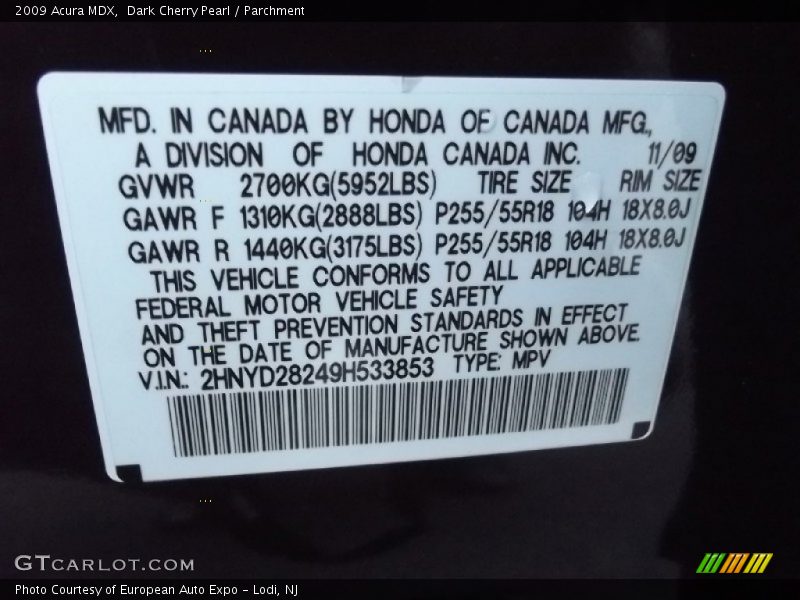 2009 Acura MDX,  Dark Cherry Pearl / Parchment
MFD. IN CANADA BY HONDA OF CANADA MFG.,
A DIVISION OF HONDA CANADA INC. 11/09
GVWR 2700KG(5952LBS) TIRE SIZE RIM SIZE
GAWR F 1310KG(2888LBS) P255/55R18 104H 18X8.0J
GAWR R 1440KG(3175LBS) P255/55R18 104H 18X8.0J
THIS VEHICLE CONFORMS TO ALL APPLICABLE
FEDERAL MOTOR VEHICLE SAFETY
AND THEFT PREVENTION STANDARDS IN EFFECT
ON THE DATE OF MANUFACTURE SHOWN ABOVE.
V.I.N.: 2HNYD28249H533853 TYPE: MPV
GTCARLOT.COM
Photo Courtesy of European Auto Expo - Lodi, NJ